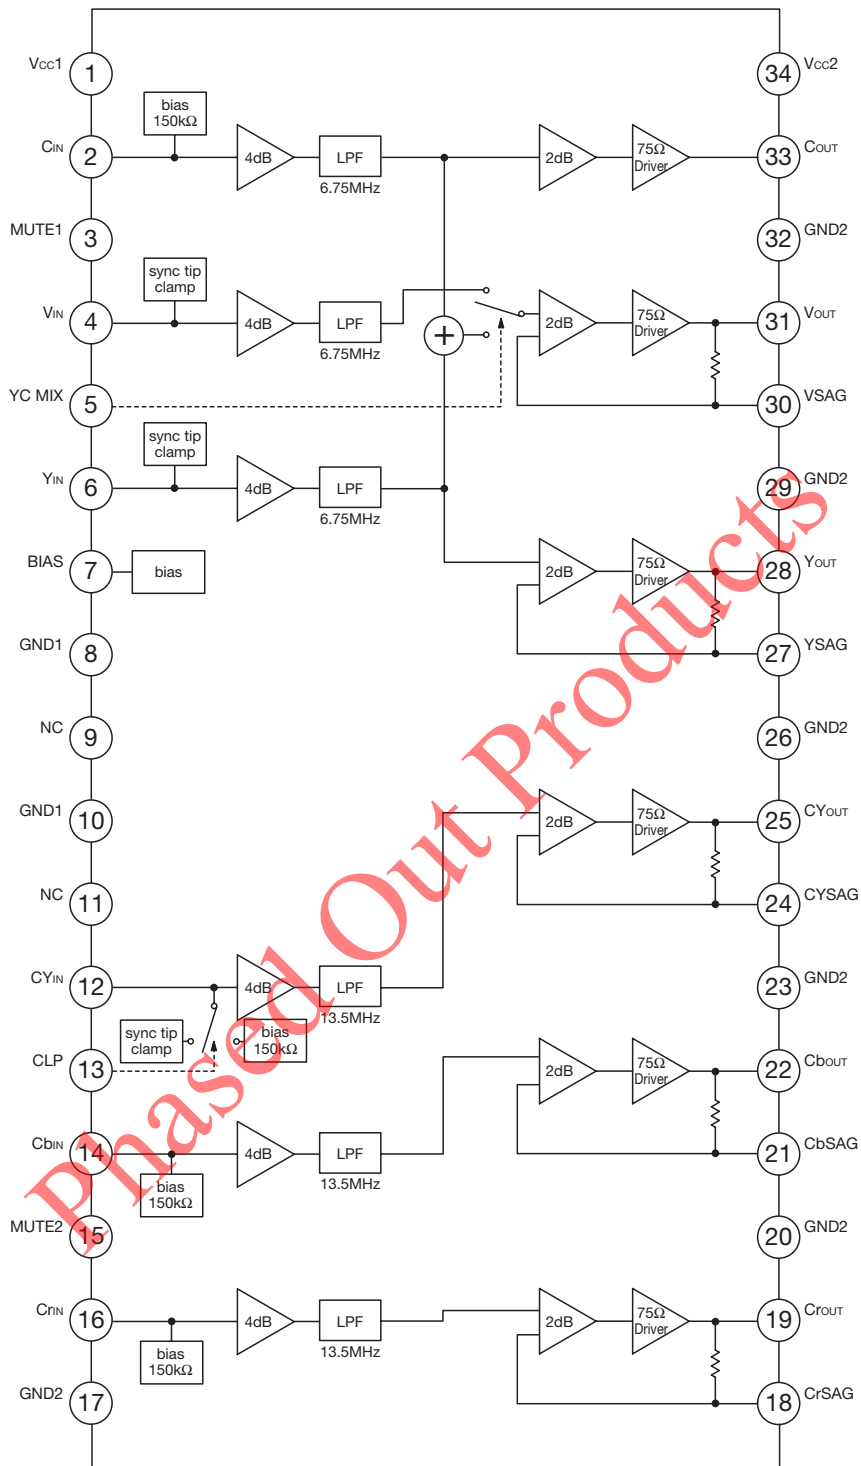 Vcc1
1
Vcc2
34
bias
150kΩ
CIN
2
4dB
LPF
6.75MHz
2dB
75Ω
Driver
COUT
33
MUTE1
3
GND2
32
sync tip
clamp
VIN
4
4dB
LPF
6.75MHz
+
2dB
75Ω
Driver
VOUT
31
YC MIX
5
VSAG
30
sync tip
clamp
YIN
6
4dB
LPF
6.75MHz
GND2
29
BIAS
7
bias
2dB
75Ω
Driver
YOUT
28
GND1
8
YSAG
27
NC
9
GND2
26
GND1
10
2dB
75Ω
Driver
CYOUT
25
NC
11
CYSAG
24
CYIN
12
4dB
LPF
13.5MHz
GND2
23
sync tip
clamp
bias
150kΩ
CLP
13
2dB
75Ω
Driver
CbOUT
22
CbIN
14
bias
150kΩ
4dB
LPF
13.5MHz
CbSAG
21
MUTE2
15
GND2
20
CrIN
16
bias
150kΩ
4dB
LPF
13.5MHz
2dB
75Ω
Driver
CrOUT
19
GND2
17
CrSAG
18
Phased Out Products